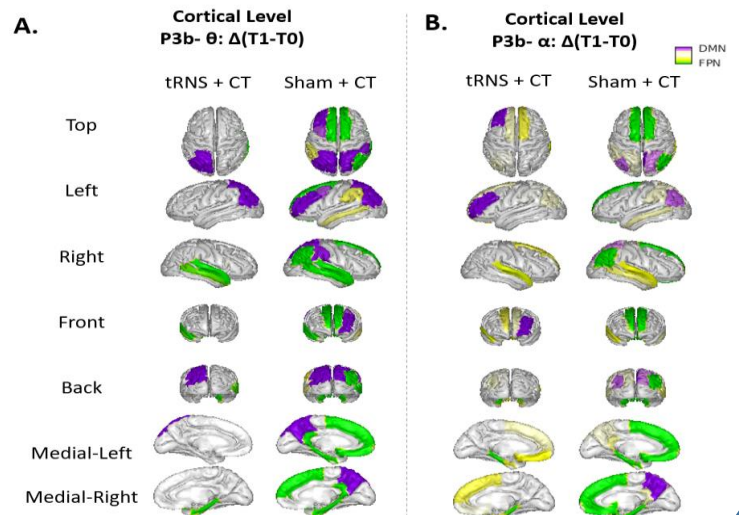 A.
Cortical Level
P3b- θ: Δ(T1-T0)
tRNS + CT
Sham + CT
B.
Cortical Level
P3b- α: Δ(T1-T0)
DMN
FPN
tRNS + CT
Sham + CT
Top
Left
Right
Front
Back
Medial-Left
Medial-Right